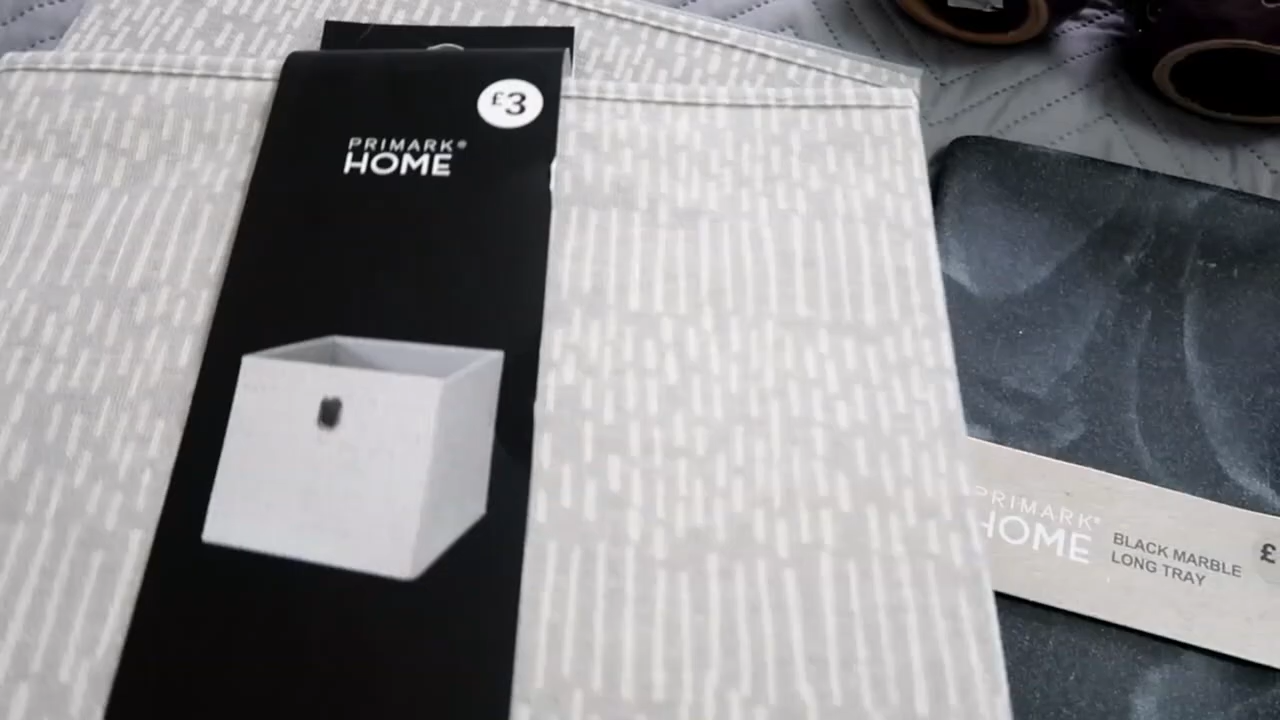 £3
PRIMARK®
HOME
PRIMARK®
HOME
BLACK MARBLE
LONG TRAY
£